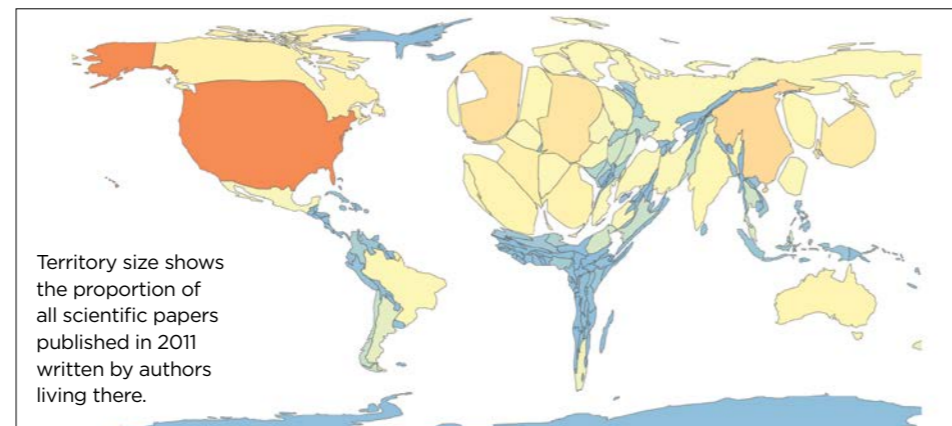 Territory size shows
the proportion of
all scientific papers
published in 2011
written by authors
living there.